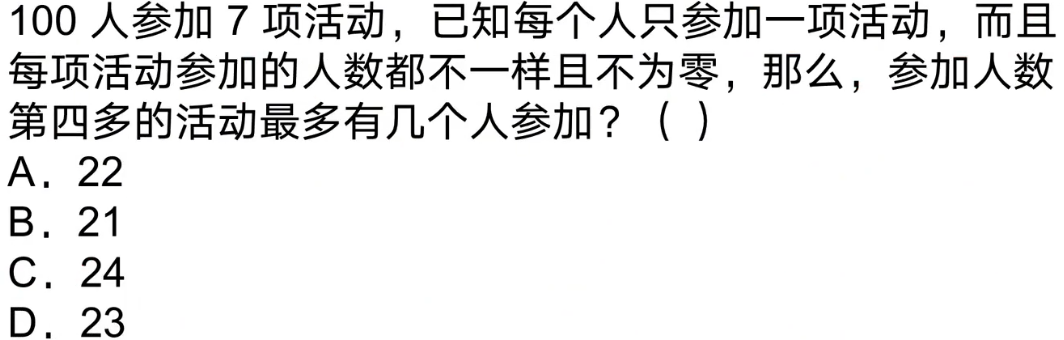 100 人参加 7 项活动，已知每个人只参加一项活动，而且
每项活动参加的人数都不一样且不为零，那么，参加人数
第四多的活动最多有几个人参加？（ ）
A．22
B．21
C．24
D．23